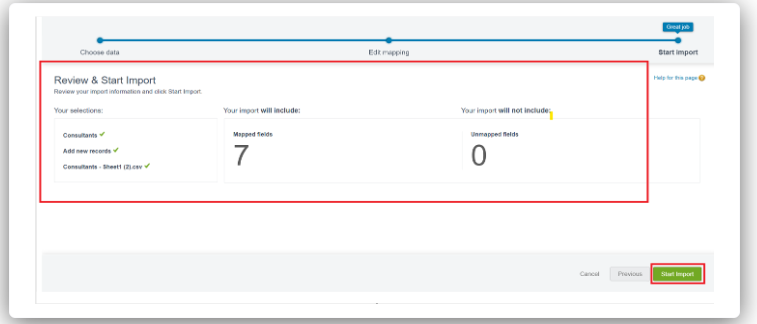 Great job
Choose data
Edit mapping
Start import
Review & Start Import
Review your import information and click Start Import.
Help for this page
Your selections:
Your import will include:
Your import will not include:
Consultants
Add new records
Consultants - Sheet1 (2).csv
Mapped fields
7
Unmapped fields
0
Cancel
Previous
Start Import